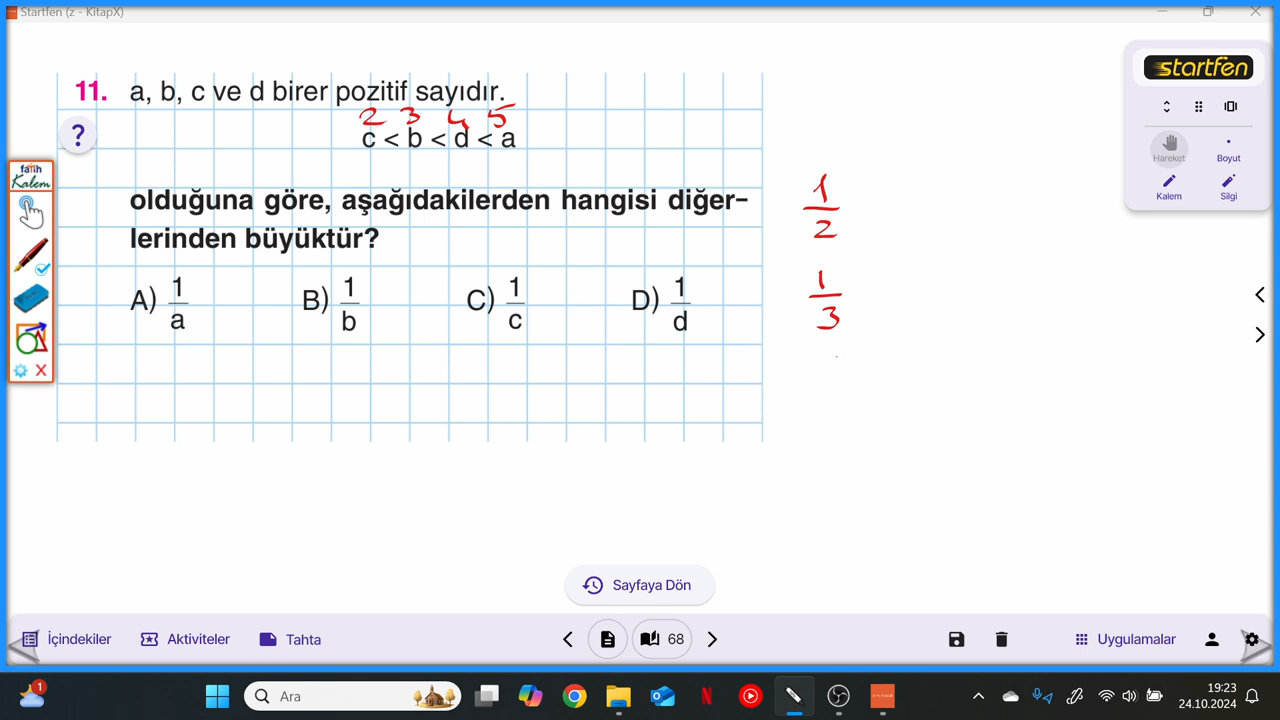 Startfen (z - KitapX)
startfen
11. a, b, c ve d birer pozitif sayıdır.
2 3 4 5
c < b < d < a
?
fatih
Kalem
Hareket
Boyut
Kalem
Silgi
olduğuna göre, aşağıdakilerden hangisi diğer–
lerinden büyüktür?
A) 1/a B) 1/b C) 1/c D) 1/d
1/2
1/3
Sayfaya Dön
İçindekiler Aktiviteler Tahta 68 Uygulamalar
1 Ara 19:23
24.10.2024